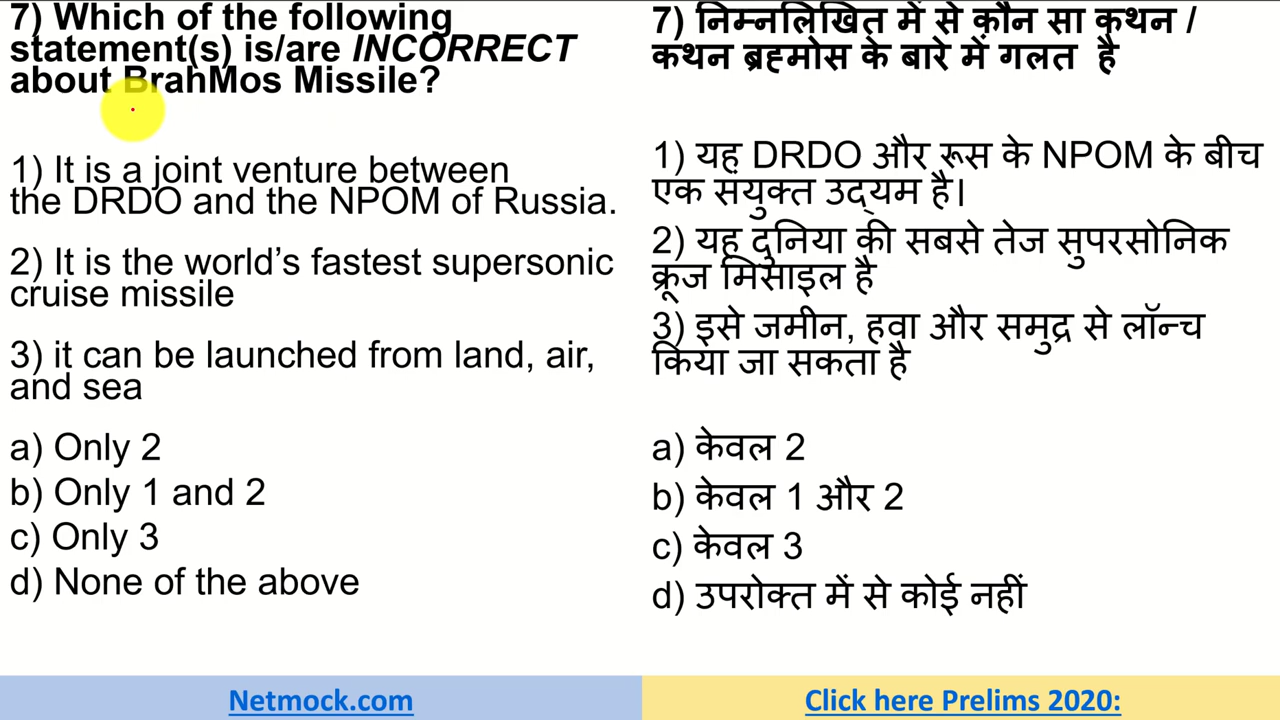 7) Which of the following
statement(s) is/are INCORRECT
about BrahMos Missile?
1) It is a joint venture between
the DRDO and the NPOM of Russia.
2) It is the world's fastest supersonic
cruise missile
3) it can be launched from land, air,
and sea
a) Only 2
b) Only 1 and 2
c) Only 3
d) None of the above
7) निम्नलिखित में से कौन सा कथन /
कथन ब्रह्मोस के बारे में गलत है
1) यह DRDO और रूस के NPOM के बीच
एक संयुक्त उद्यम है।
2) यह दुनिया की सबसे तेज सुपरसोनिक
क्रूज मिसाइल है
3) इसे जमीन, हवा और समुद्र से लॉन्च
किया जा सकता है
a) केवल 2
b) केवल 1 और 2
c) केवल 3
d) उपरोक्त में से कोई नहीं
Netmock.com
Click here Prelims 2020: